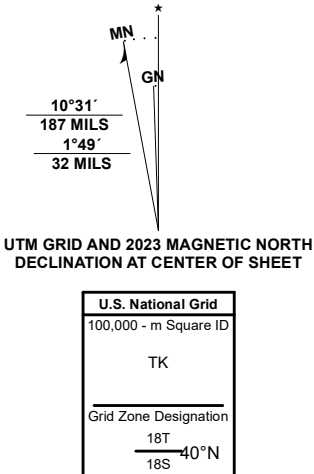 ★
MN
GN
10°31´
187 MILS
1°49´
32 MILS
UTM GRID AND 2023 MAGNETIC NORTH
DECLINATION AT CENTER OF SHEET
U.S. National Grid
100,000 - m Square ID
TK
Grid Zone Designation
18T
40°N
18S